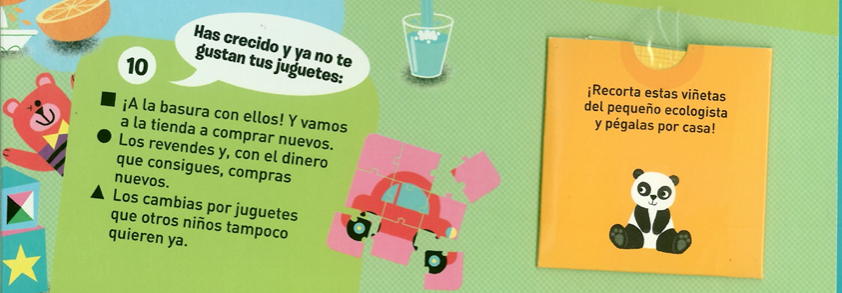 Has crecido y ya no te
gustan tus juguetes:
10
¡A la basura con ellos! Y vamos
a la tienda a comprar nuevos.
Los revendes y, con el dinero
que consigues, compras
nuevos.
Los cambias por juguetes
que otros niños tampoco
quieren ya.
¡Recorta estas viñetas
del pequeño ecologista
y pégalas por casa!